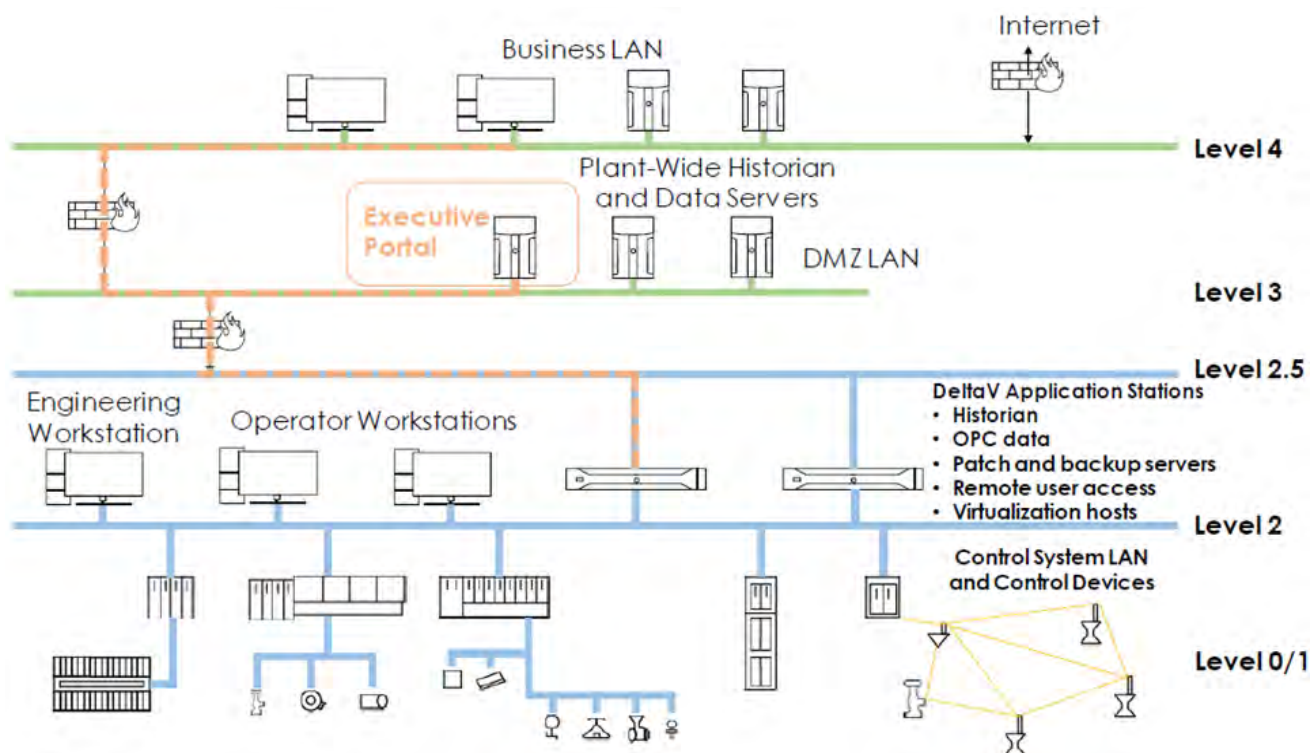 Internet
Business LAN
Level 4
Plant-Wide Historian
and Data Servers
Executive
Portal
DMZ LAN
Level 3
Level 2.5
Engineering
Workstation
Operator Workstations
DeltaV Application Stations
• Historian
• OPC data
• Patch and backup servers
• Remote user access
• Virtualization hosts
Level 2
Control System LAN
and Control Devices
Level 0/1